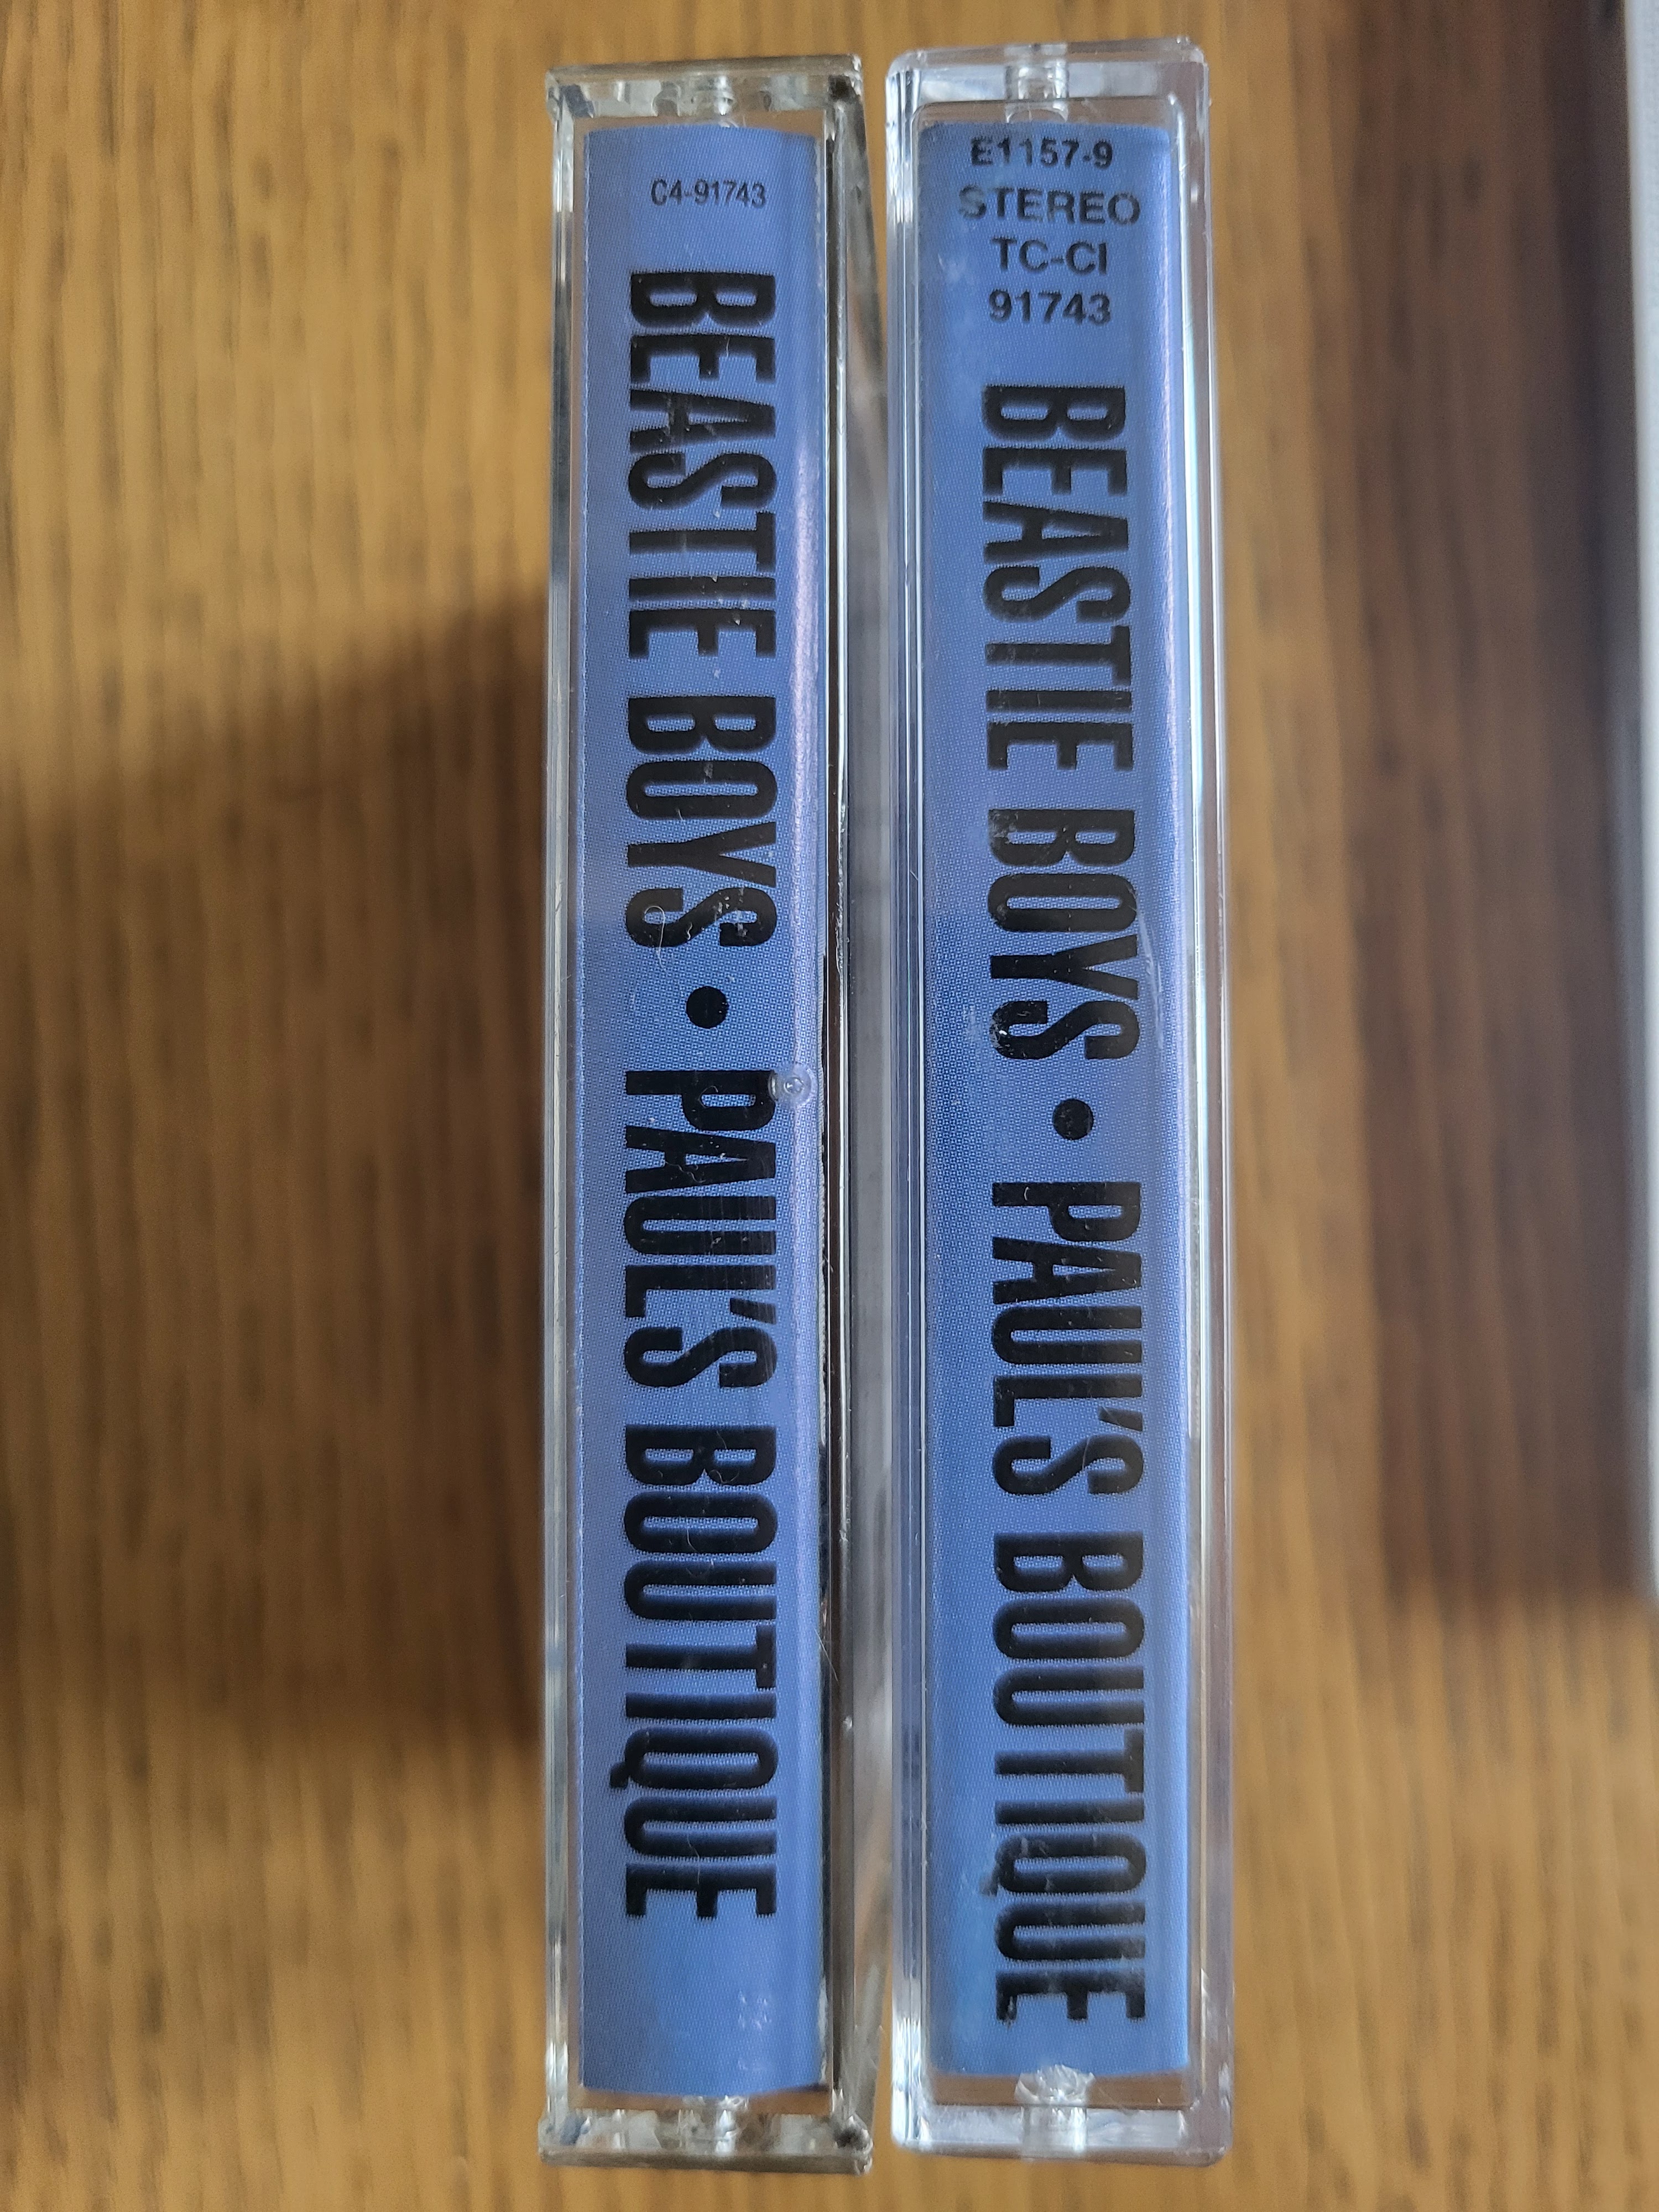 C4-91743
BEASTIE BOYS • PAUL'S BOUTIQUE
E1157-9
STEREO
TC-CI
91743
BEASTIE BOYS • PAUL'S BOUTIQUE